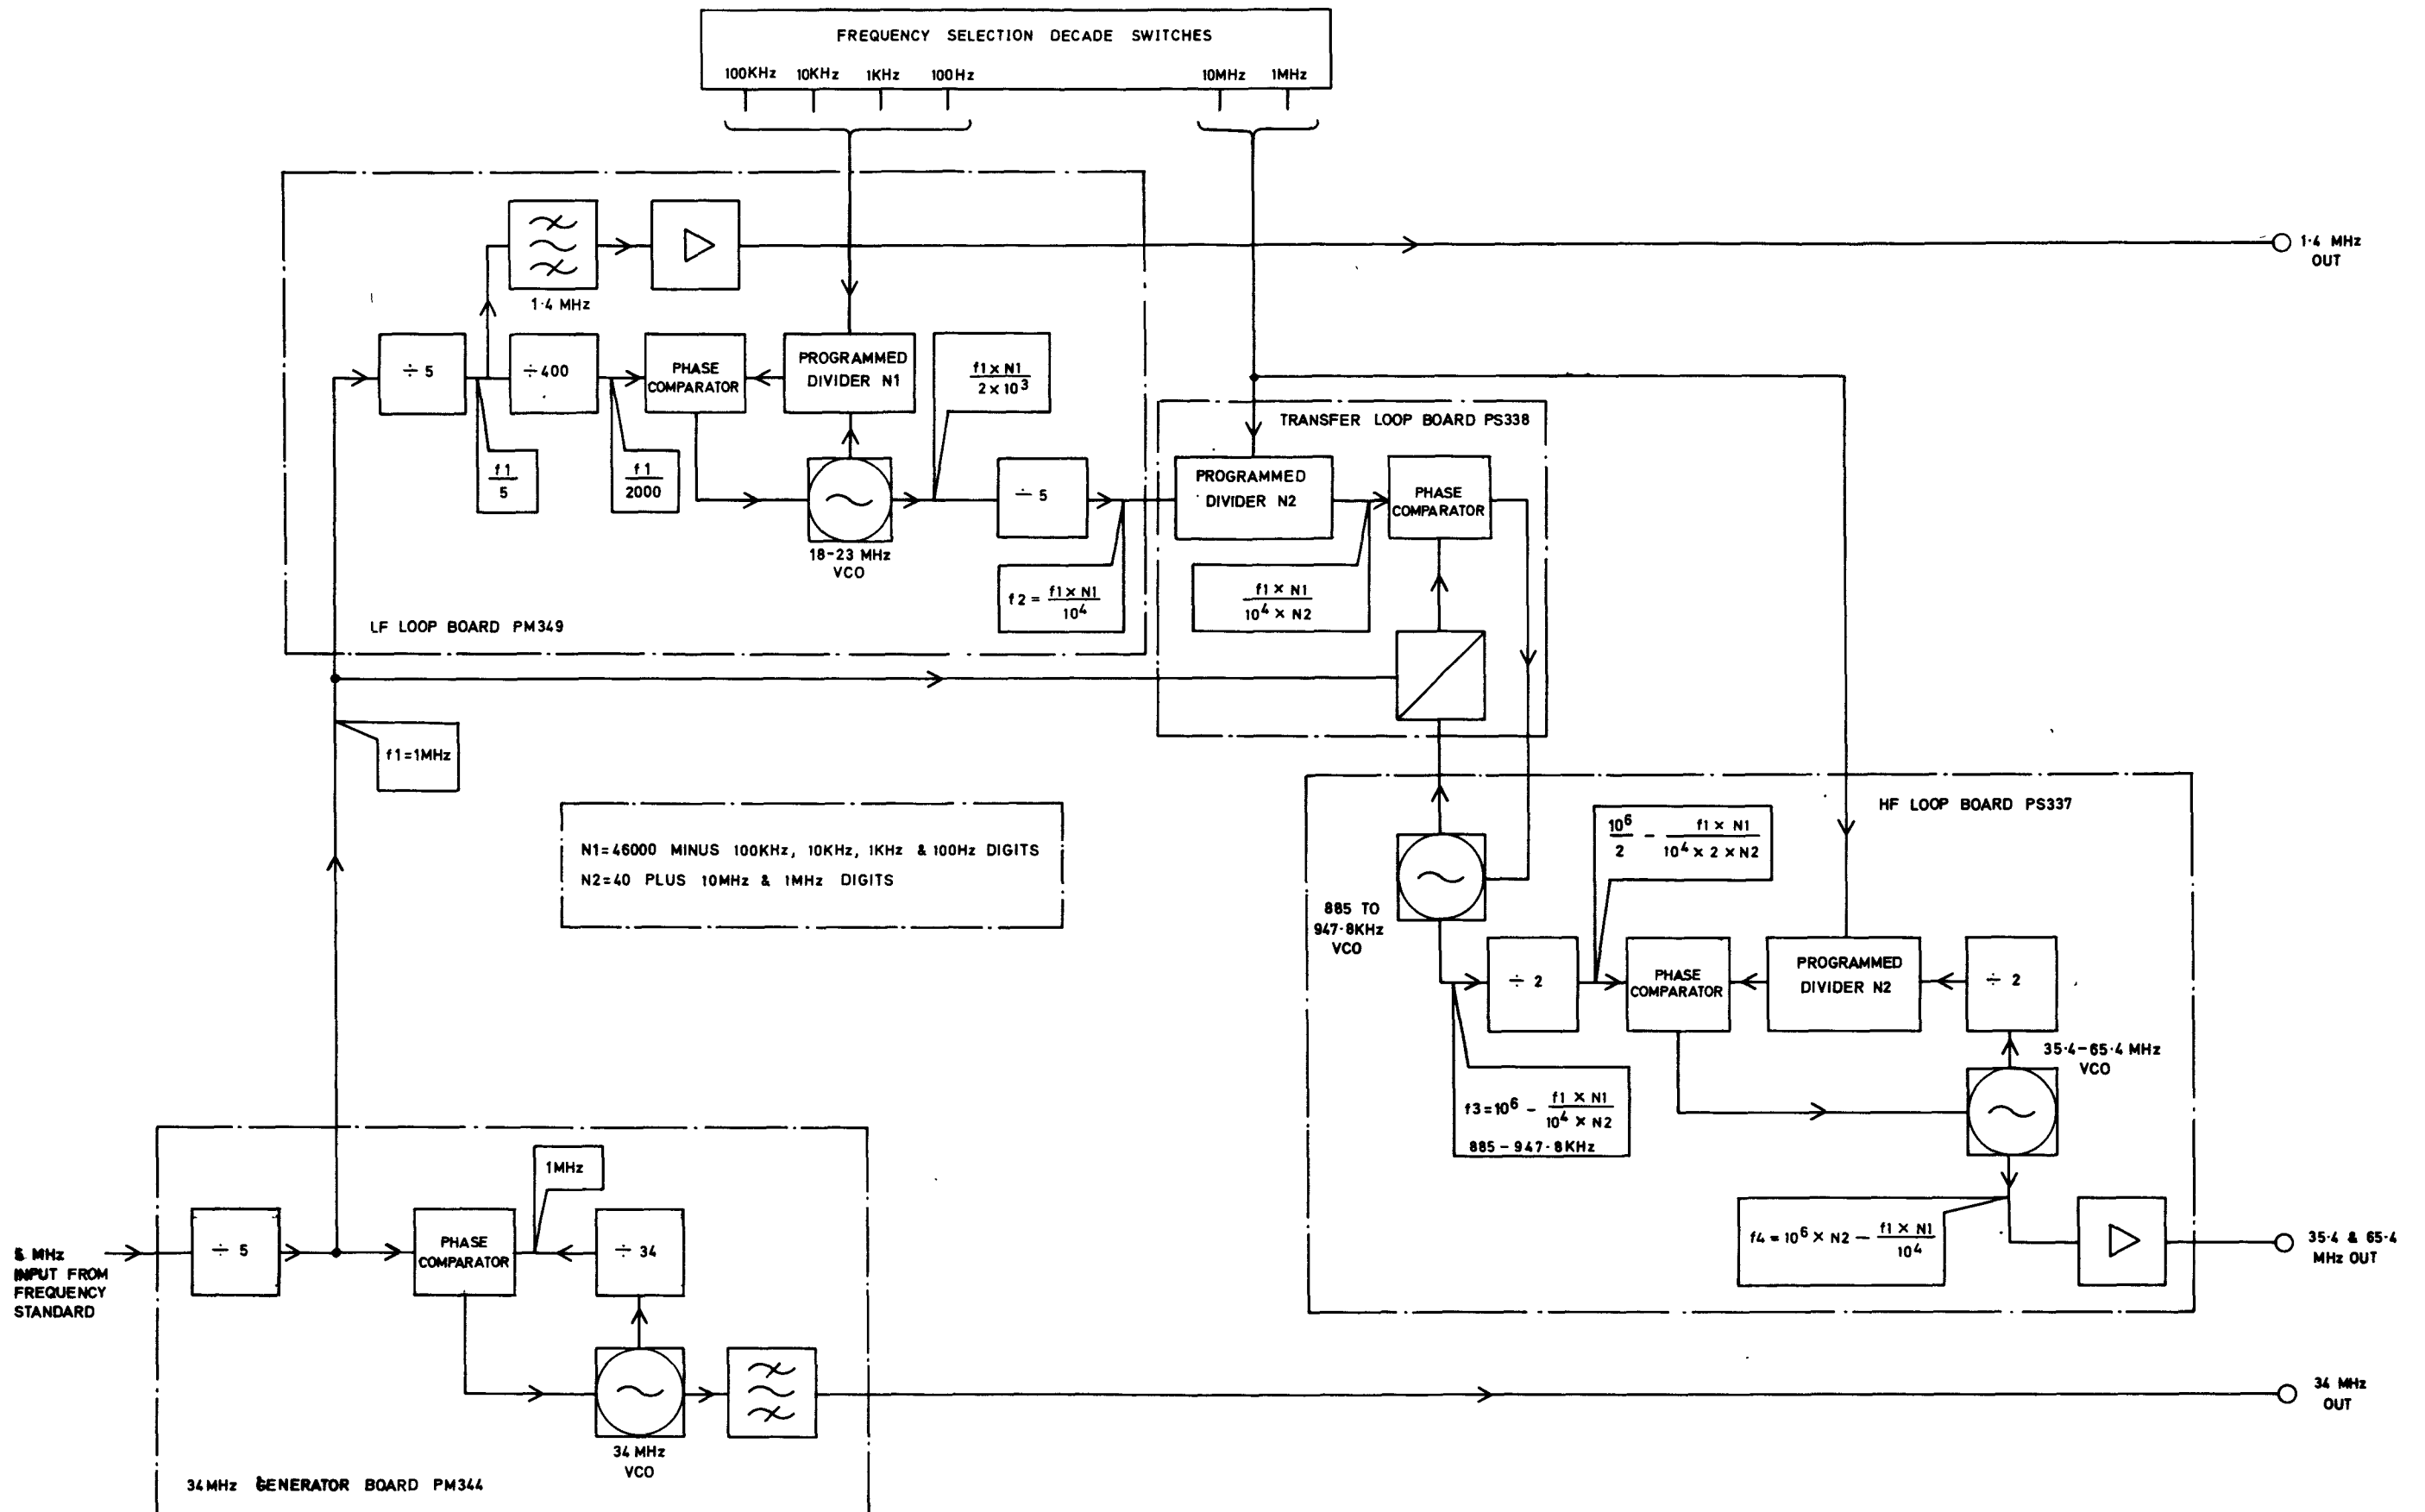 FREQUENCY SELECTION DECADE SWITCHES
100KHz 10KHz 1KHz 100Hz 10MHz 1MHz
1·4 MHz
OUT
1·4 MHz
÷ 5
÷400
PHASE
COMPARATOR
PROGRAMMED
DIVIDER N1
f1 × N1
2 × 10³
f1
5
f1
2000
18-23 MHz
VCO
÷ 5
f2 = f1 × N1
10⁴
LF LOOP BOARD PM349
TRANSFER LOOP BOARD PS338
PROGRAMMED
DIVIDER N2
PHASE
COMPARATOR
f1 × N1
10⁴ × N2
f1=1MHz
N1=46000 MINUS 100KHz, 10KHz, 1KHz & 100Hz DIGITS
N2=40 PLUS 10MHz & 1MHz DIGITS
HF LOOP BOARD PS337
10⁶ – f1 × N1
2 10⁴ × 2 × N2
885 TO
947·8KHz
VCO
÷ 2
PHASE
COMPARATOR
PROGRAMMED
DIVIDER N2
÷ 2
35·4–65·4 MHz
VCO
f3=10⁶ – f1 × N1
10⁴ × N2
885–947·8KHz
f4=10⁶ × N2 – f1 × N1
10⁴
35·4 & 65·4
MHz OUT
5 MHz
INPUT FROM
FREQUENCY
STANDARD
÷ 5
PHASE
COMPARATOR
1MHz
÷ 34
34 MHz
VCO
34 MHz
OUT
34MHz GENERATOR BOARD PM344